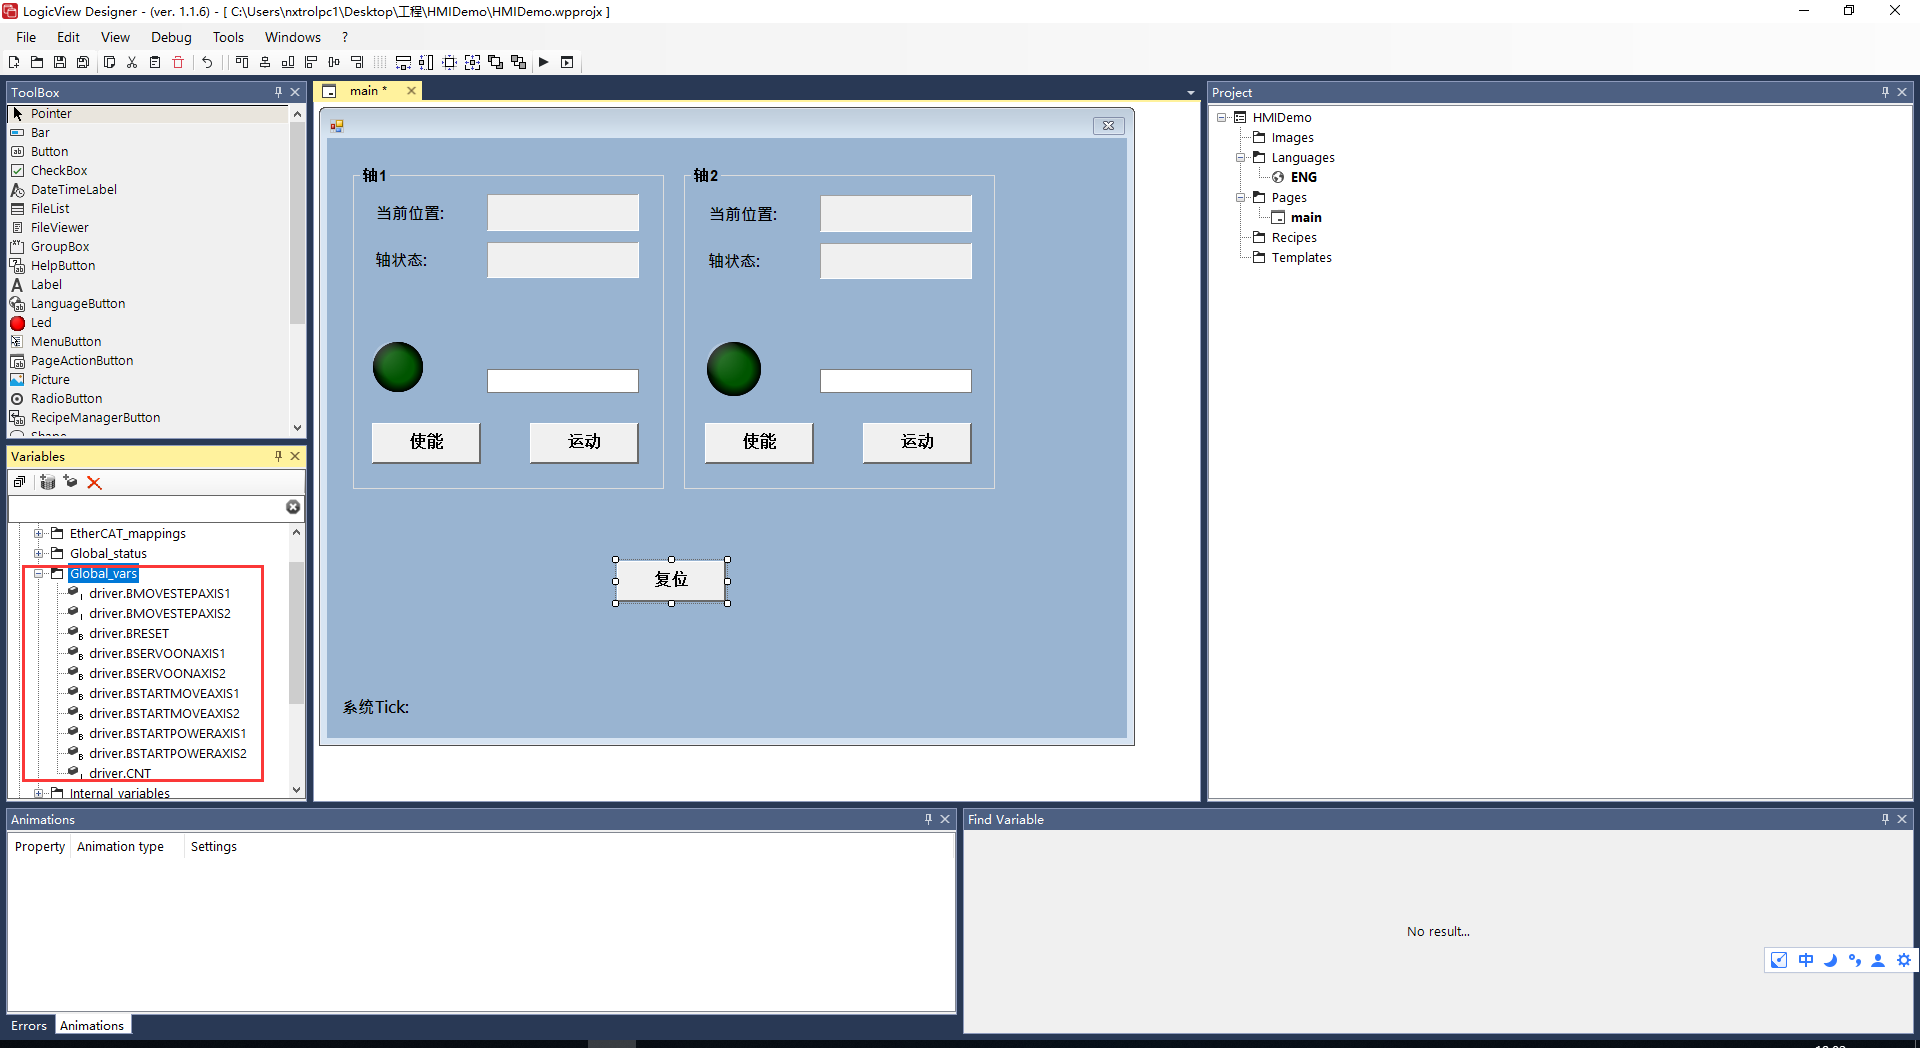 LogicView Designer - (ver. 1.1.6) - [ C:\Users\nxtrolpc1\Desktop\工程\HMIDemo\HMIDemo.wpprojx ]
File Edit View Debug Tools Windows ?
ToolBox
Pointer
Bar
Button
CheckBox
DateTimeLabel
FileList
FileViewer
GroupBox
HelpButton
Label
LanguageButton
Led
MenuButton
PageActionButton
Picture
RadioButton
RecipeManagerButton
Shape
Variables
EtherCAT_mappings
Global_status
Global_vars
driver.BMOVESTEPAXIS1
driver.BMOVESTEPAXIS2
driver.BRESET
driver.BSERVOONAXIS1
driver.BSERVOONAXIS2
driver.BSTARTMOVEAXIS1
driver.BSTARTMOVEAXIS2
driver.BSTARTPOWERAXIS1
driver.BSTARTPOWERAXIS2
driver.CNT
Internal_variables
main *
轴1
当前位置:
轴状态:
使能 运动
轴2
当前位置:
轴状态:
使能 运动
复位
系统Tick:
Project
HMIDemo
Images
Languages
ENG
Pages
main
Recipes
Templates
Animations
Property Animation type Settings
Errors Animations
Find Variable
No result...
中